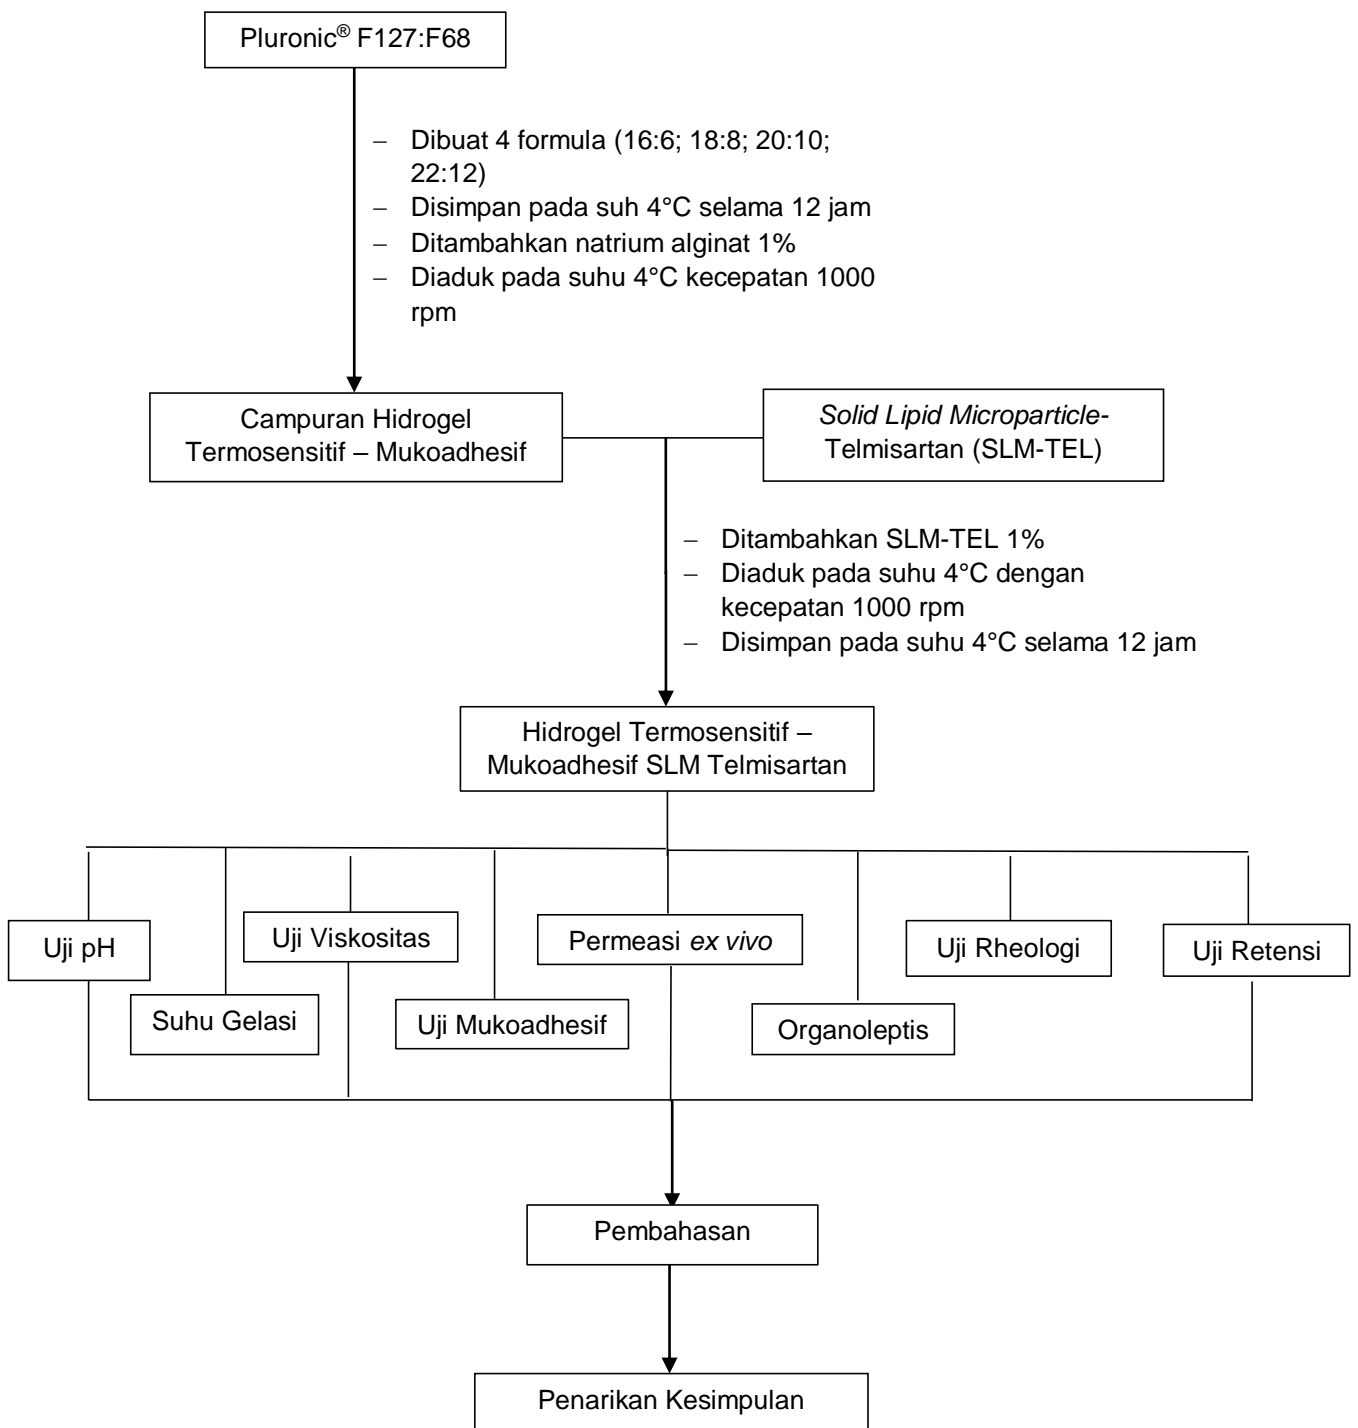 Pluronic® F127:F68
– Dibuat 4 formula (16:6; 18:8; 20:10;
22:12)
– Disimpan pada suh 4°C selama 12 jam
– Ditambahkan natrium alginat 1%
– Diaduk pada suhu 4°C kecepatan 1000
rpm
Campuran Hidrogel
Termosensitif – Mukoadhesif
Solid Lipid Microparticle-
Telmisartan (SLM-TEL)
– Ditambahkan SLM-TEL 1%
– Diaduk pada suhu 4°C dengan
kecepatan 1000 rpm
– Disimpan pada suhu 4°C selama 12 jam
Hidrogel Termosensitif –
Mukoadhesif SLM Telmisartan
Uji pH
Suhu Gelasi
Uji Viskositas
Uji Mukoadhesif
Permeasi ex vivo
Organoleptis
Uji Rheologi
Uji Retensi
Pembahasan
Penarikan Kesimpulan